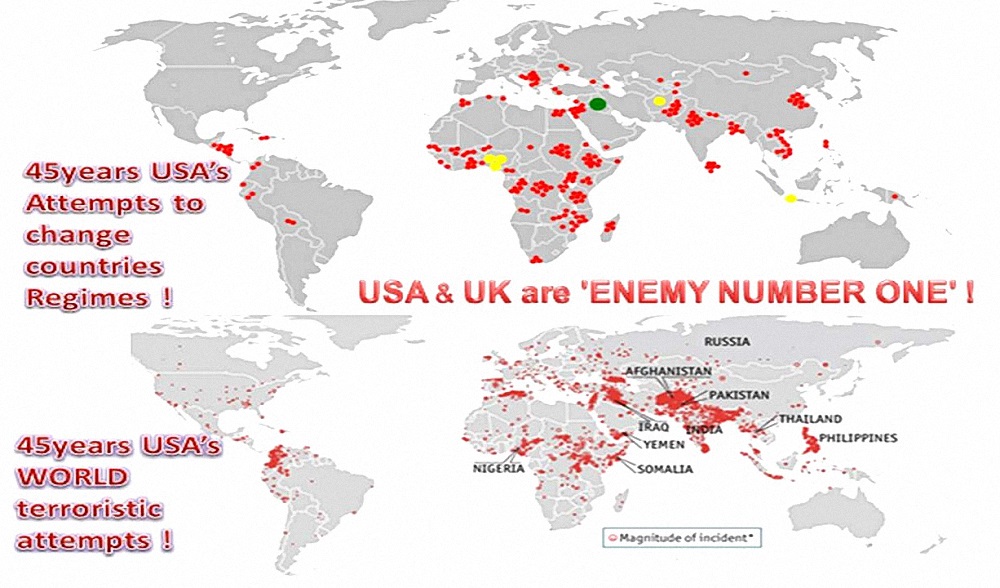 45years USA's
Attempts to
change
countries
Regimes !
USA & UK are 'ENEMY NUMBER ONE' !
45years USA's
WORLD
terroristic
attempts !
RUSSIA
AFGHANISTAN
PAKISTAN
THAILAND
IRAQ
INDIA
PHILIPPINES
YEMEN
NIGERIA
SOMALIA
Magnitude of incident*